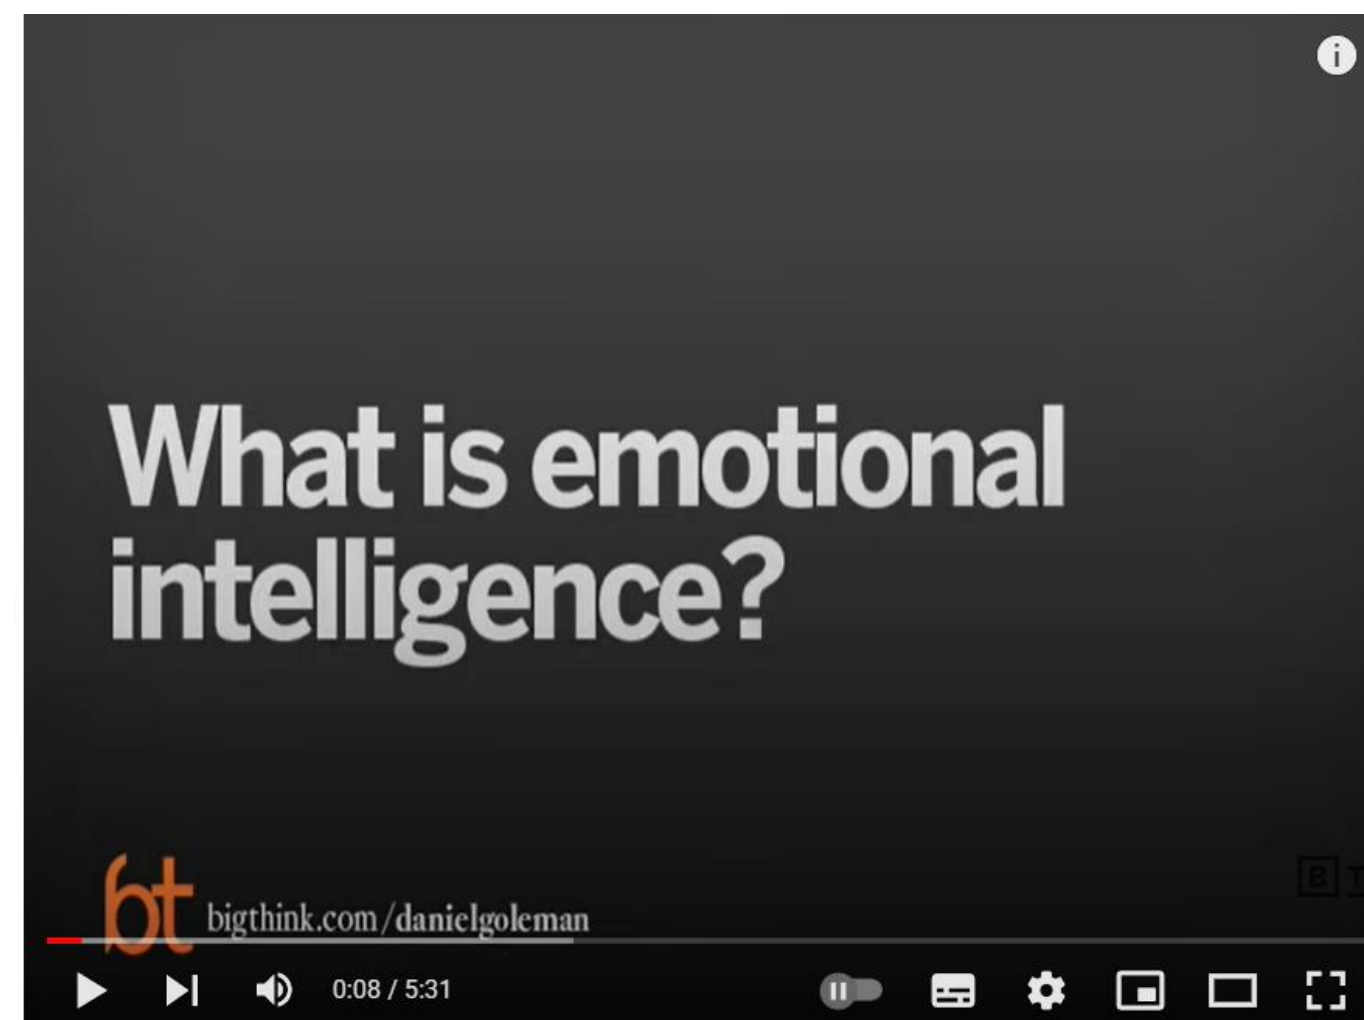 i
What is emotional
intelligence?
bt
bigthink.com/danielgoleman
B T
0:08 / 5:31